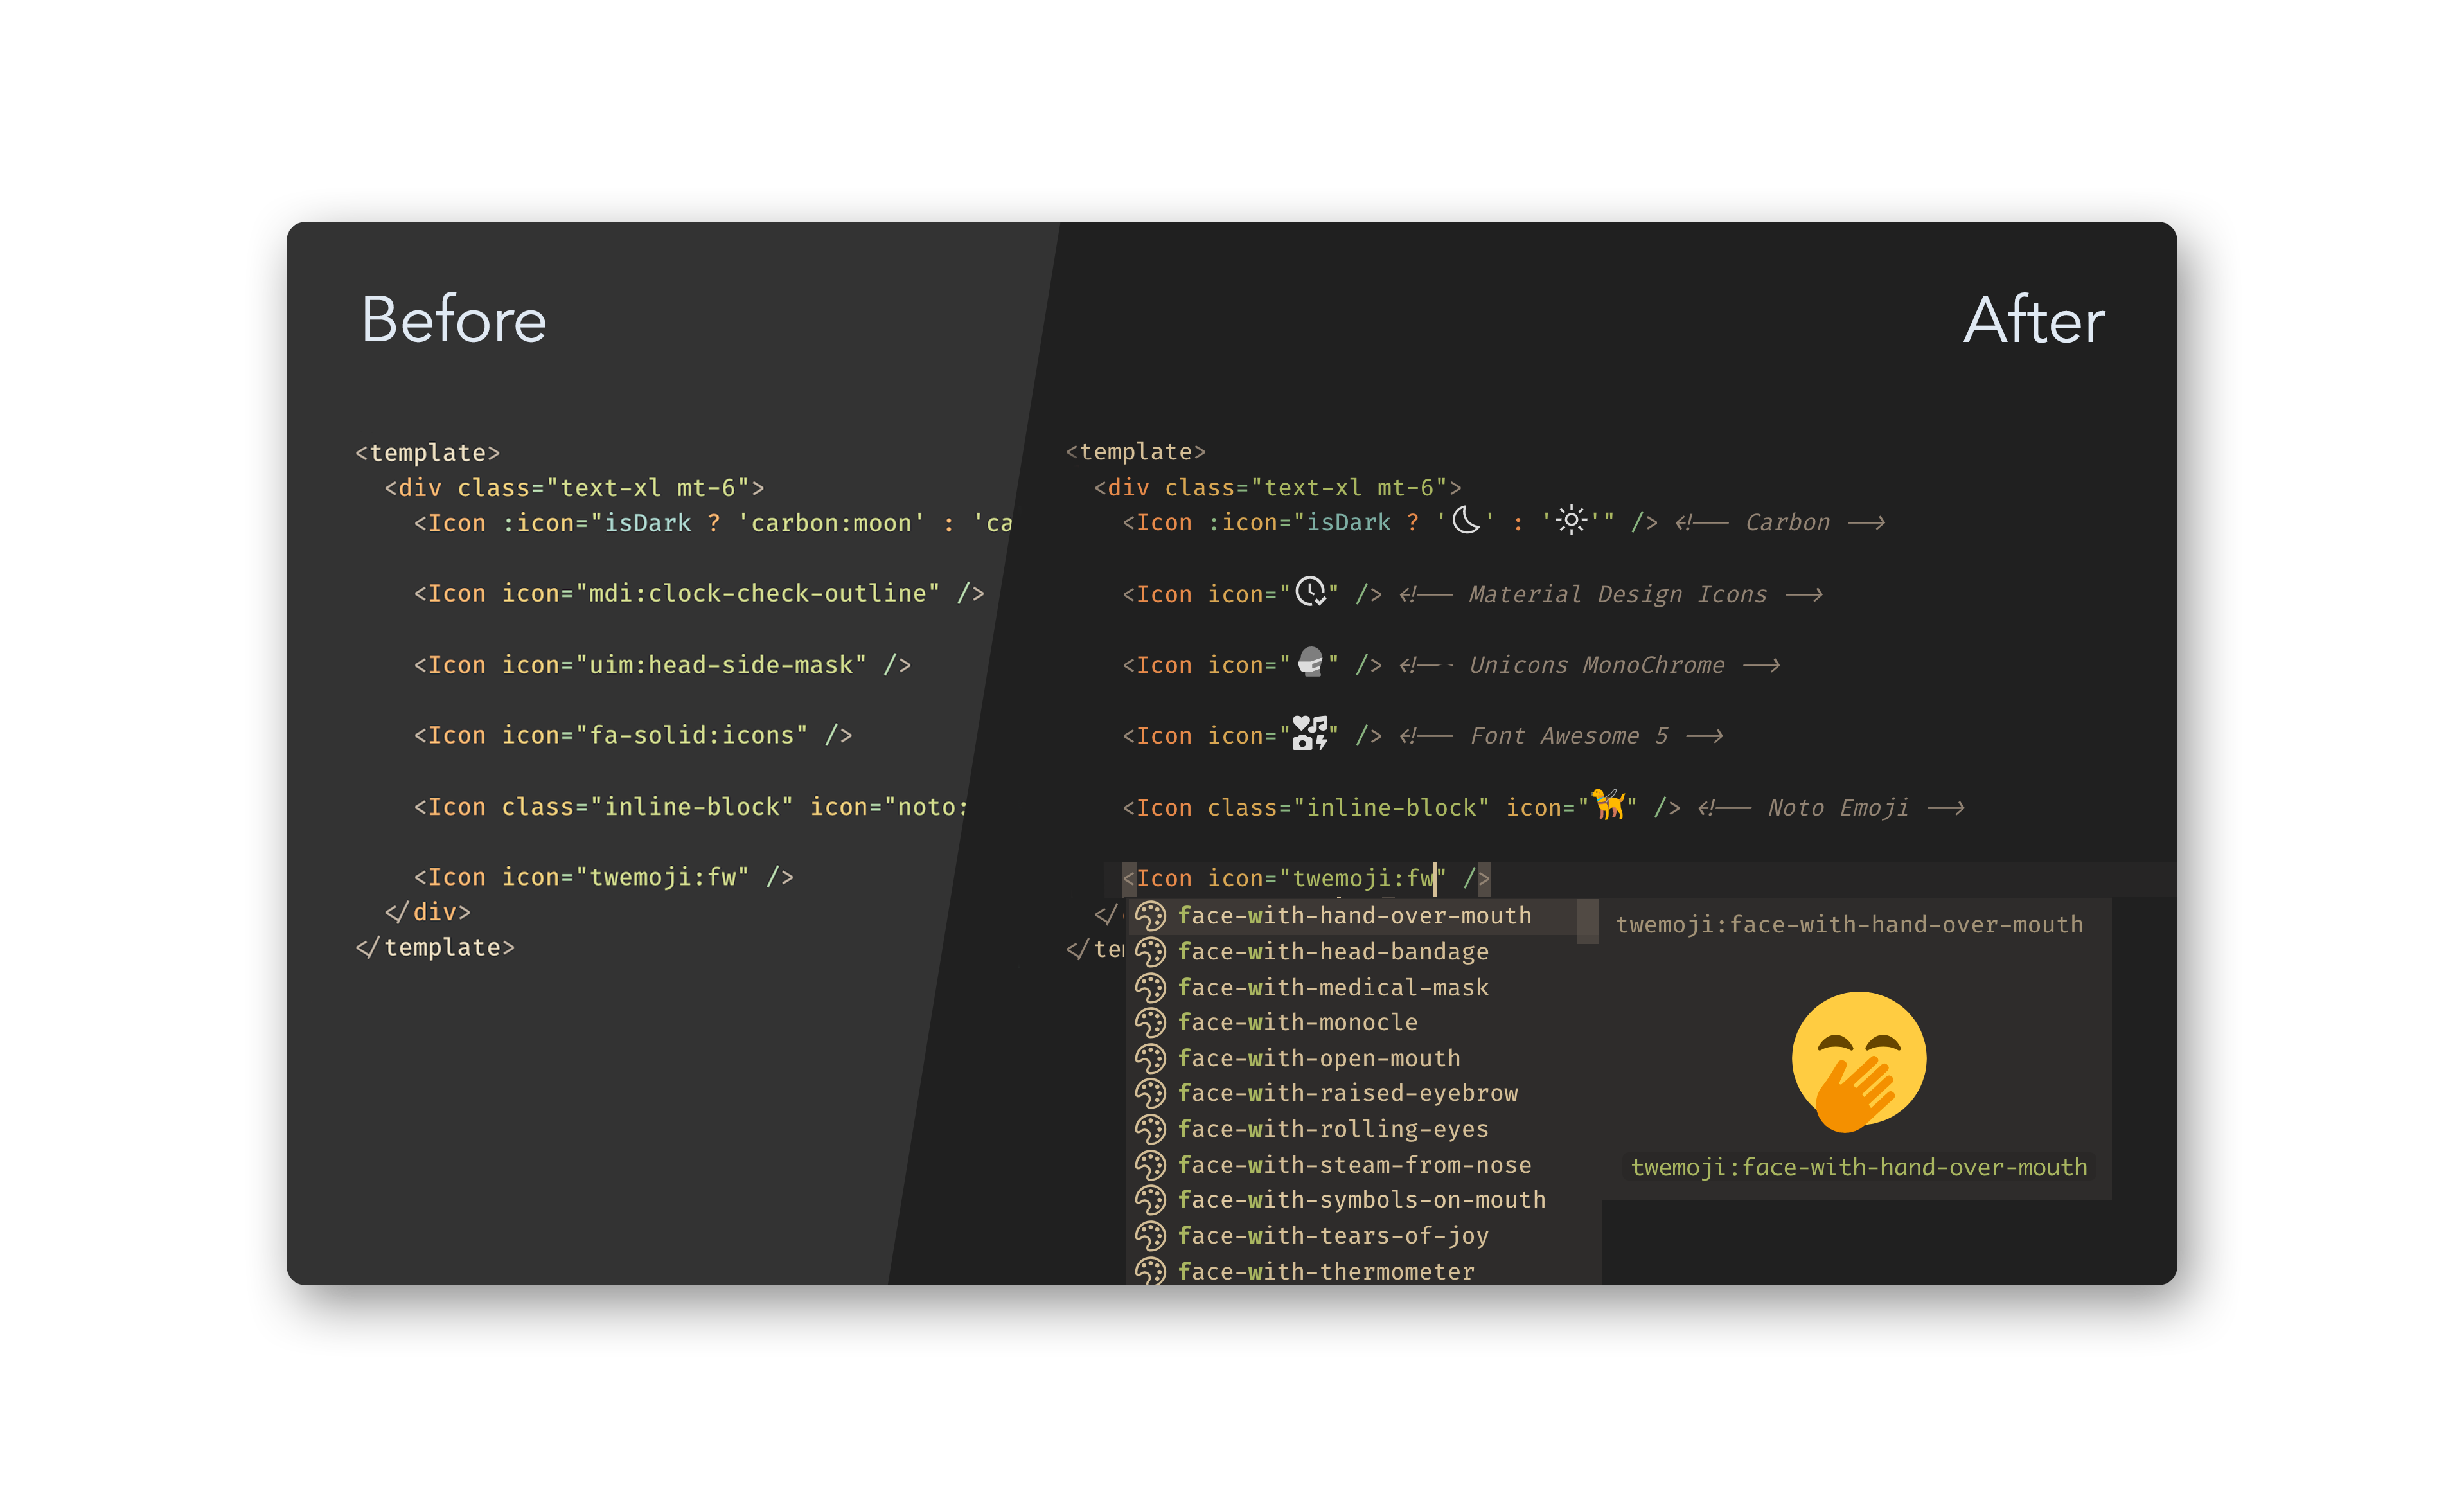 Before
<template>
<div class="text-xl mt-6">
<Icon :icon="isDark ? 'carbon:moon' : 'ca
<Icon icon="mdi:clock-check-outline" />
<Icon icon="uim:head-side-mask" />
<Icon icon="fa-solid:icons" />
<Icon class="inline-block" icon="noto:
<Icon icon="twemoji:fw" />
</div>
</template>
After
<template>
<div class="text-xl mt-6">
<Icon :icon="isDark ? '' : ''" /> <!-- Carbon -->
<Icon icon="" /> <!-- Material Design Icons -->
<Icon icon="" /> <!-- Unicons MonoChrome -->
<Icon icon="" /> <!-- Font Awesome 5 -->
<Icon class="inline-block" icon="" /> <!-- Noto Emoji -->
<Icon icon="twemoji:fw" />
</
</te
face-with-hand-over-mouth
face-with-head-bandage
face-with-medical-mask
face-with-monocle
face-with-open-mouth
face-with-raised-eyebrow
face-with-rolling-eyes
face-with-steam-from-nose
face-with-symbols-on-mouth
face-with-tears-of-joy
face-with-thermometer
twemoji:face-with-hand-over-mouth
twemoji:face-with-hand-over-mouth